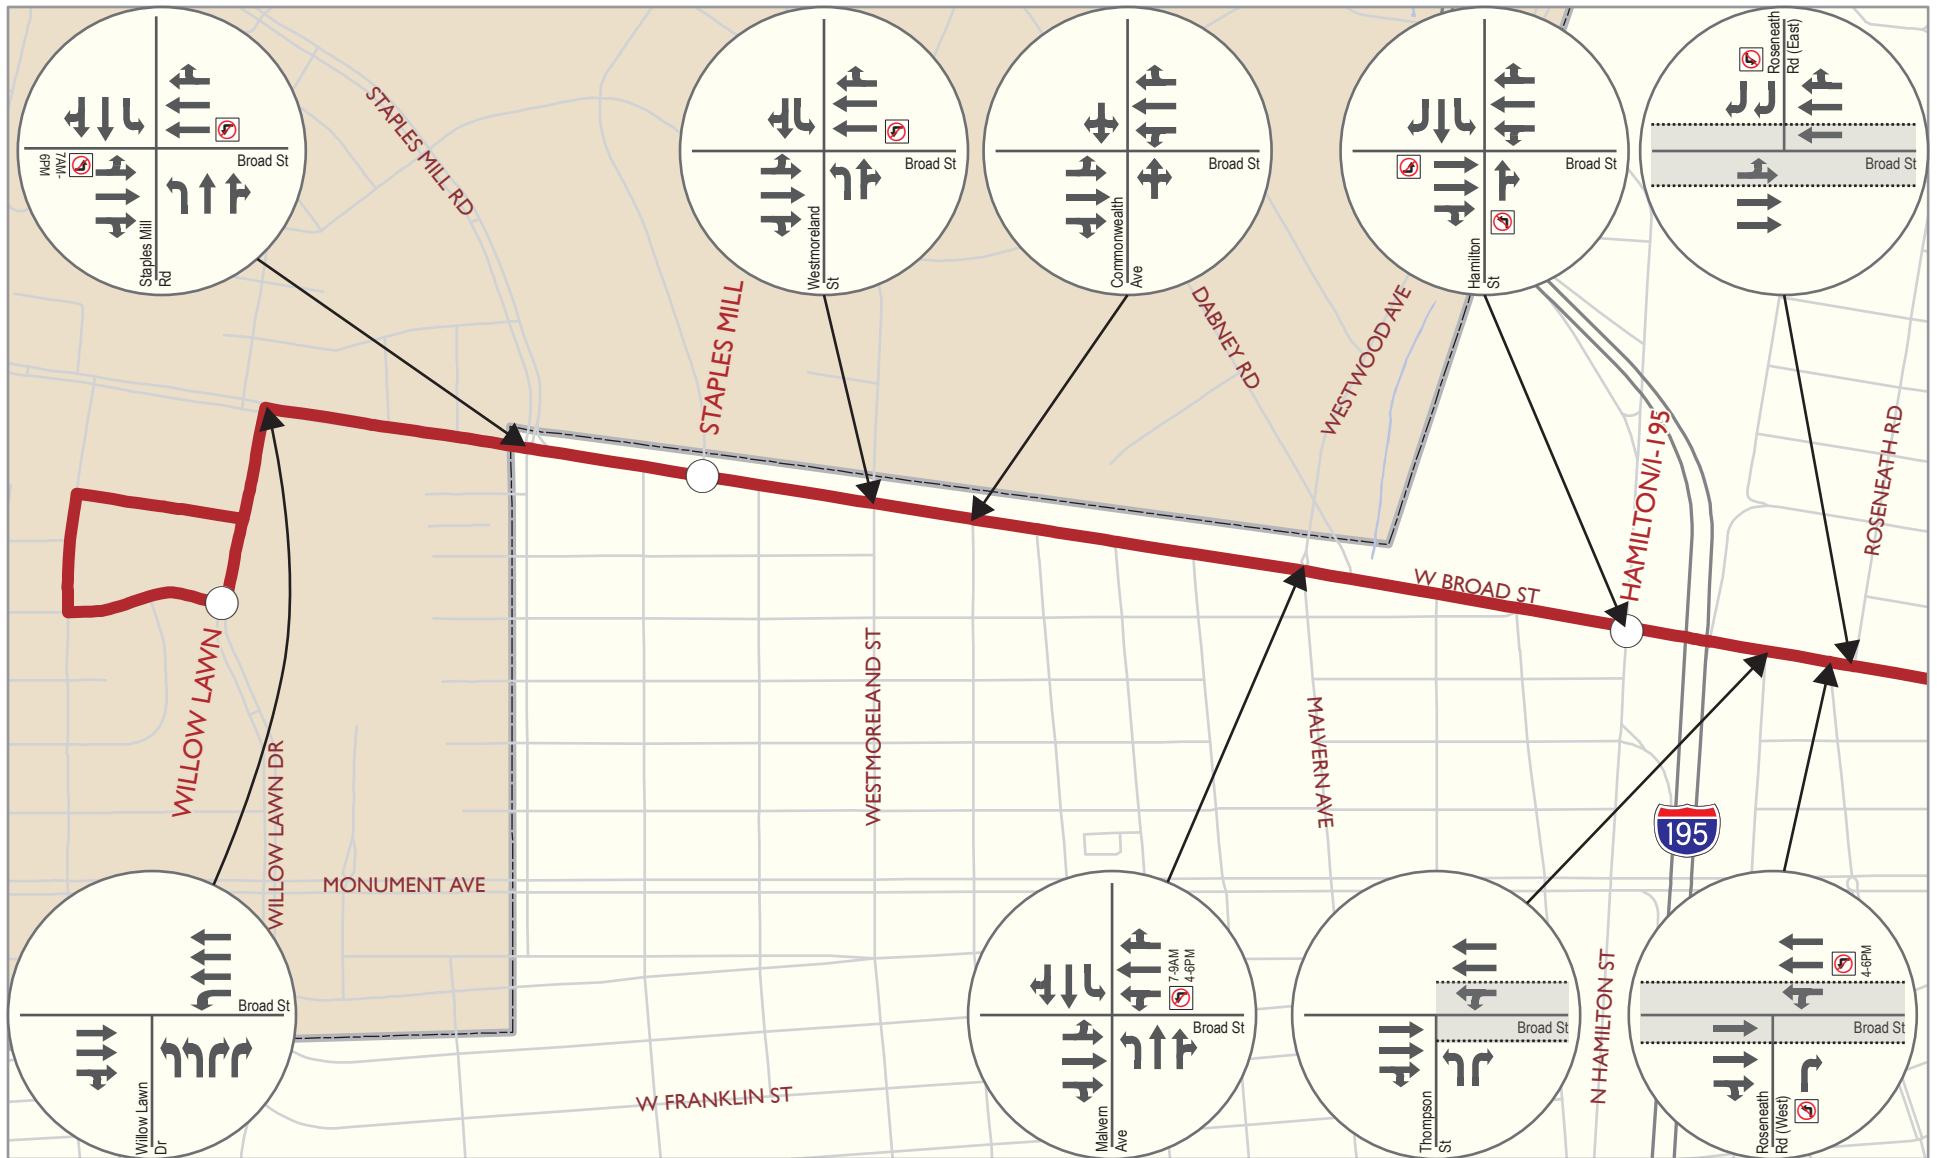 7AM-
6PM
Broad St
Staples Mill
Rd
Broad St
Westmoreland
St
Broad St
Commonwealth
Ave
Broad St
Hamilton
St
Roseneath
Rd (East)
Broad St
STAPLES MILL RD
STAPLES MILL
DABNEY RD
WESTWOOD AVE
HAMILTON/I-195
ROSENEATH RD
W BROAD ST
WILLOW LAWN
WILLOW LAWN DR
WESTMORELAND ST
MALVERN AVE
195
MONUMENT AVE
N HAMILTON ST
W FRANKLIN ST
Broad St
Willow Lawn
Dr
7-9AM
4-6PM
Broad St
Malvern
Ave
Broad St
Thompson
St
4-6PM
Broad St
Roseneath
Rd (West)